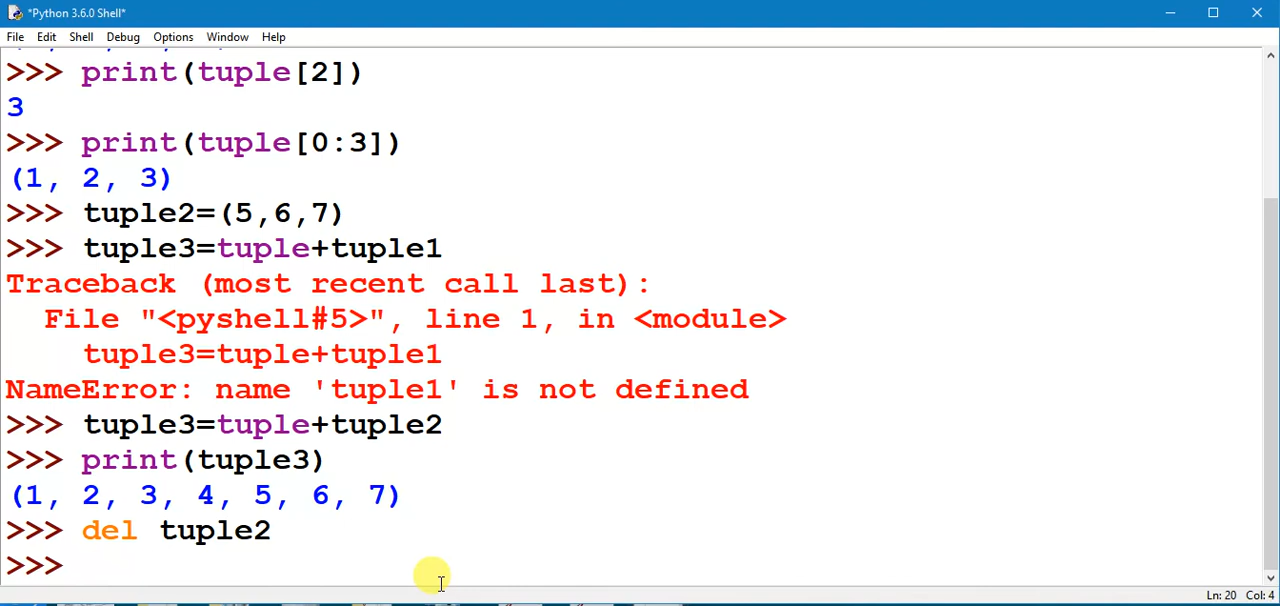 *Python 3.6.0 Shell*
File Edit Shell Debug Options Window Help
>>> print(tuple[2])
3
>>> print(tuple[0:3])
(1, 2, 3)
>>> tuple2=(5,6,7)
>>> tuple3=tuple+tuple1
Traceback (most recent call last):
  File "<pyshell#5>", line 1, in <module>
    tuple3=tuple+tuple1
NameError: name 'tuple1' is not defined
>>> tuple3=tuple+tuple2
>>> print(tuple3)
(1, 2, 3, 4, 5, 6, 7)
>>> del tuple2
>>>
Ln: 20 Col: 4